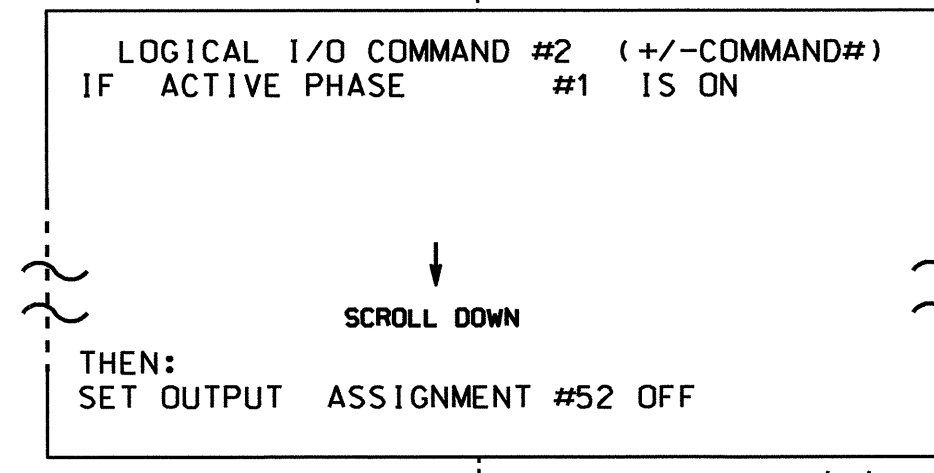 LOGICAL I/O COMMAND #2 (+/-COMMAND#)
IF ACTIVE PHASE #1 IS ON
SCROLL DOWN
THEN:
SET OUTPUT ASSIGNMENT #52 OFF